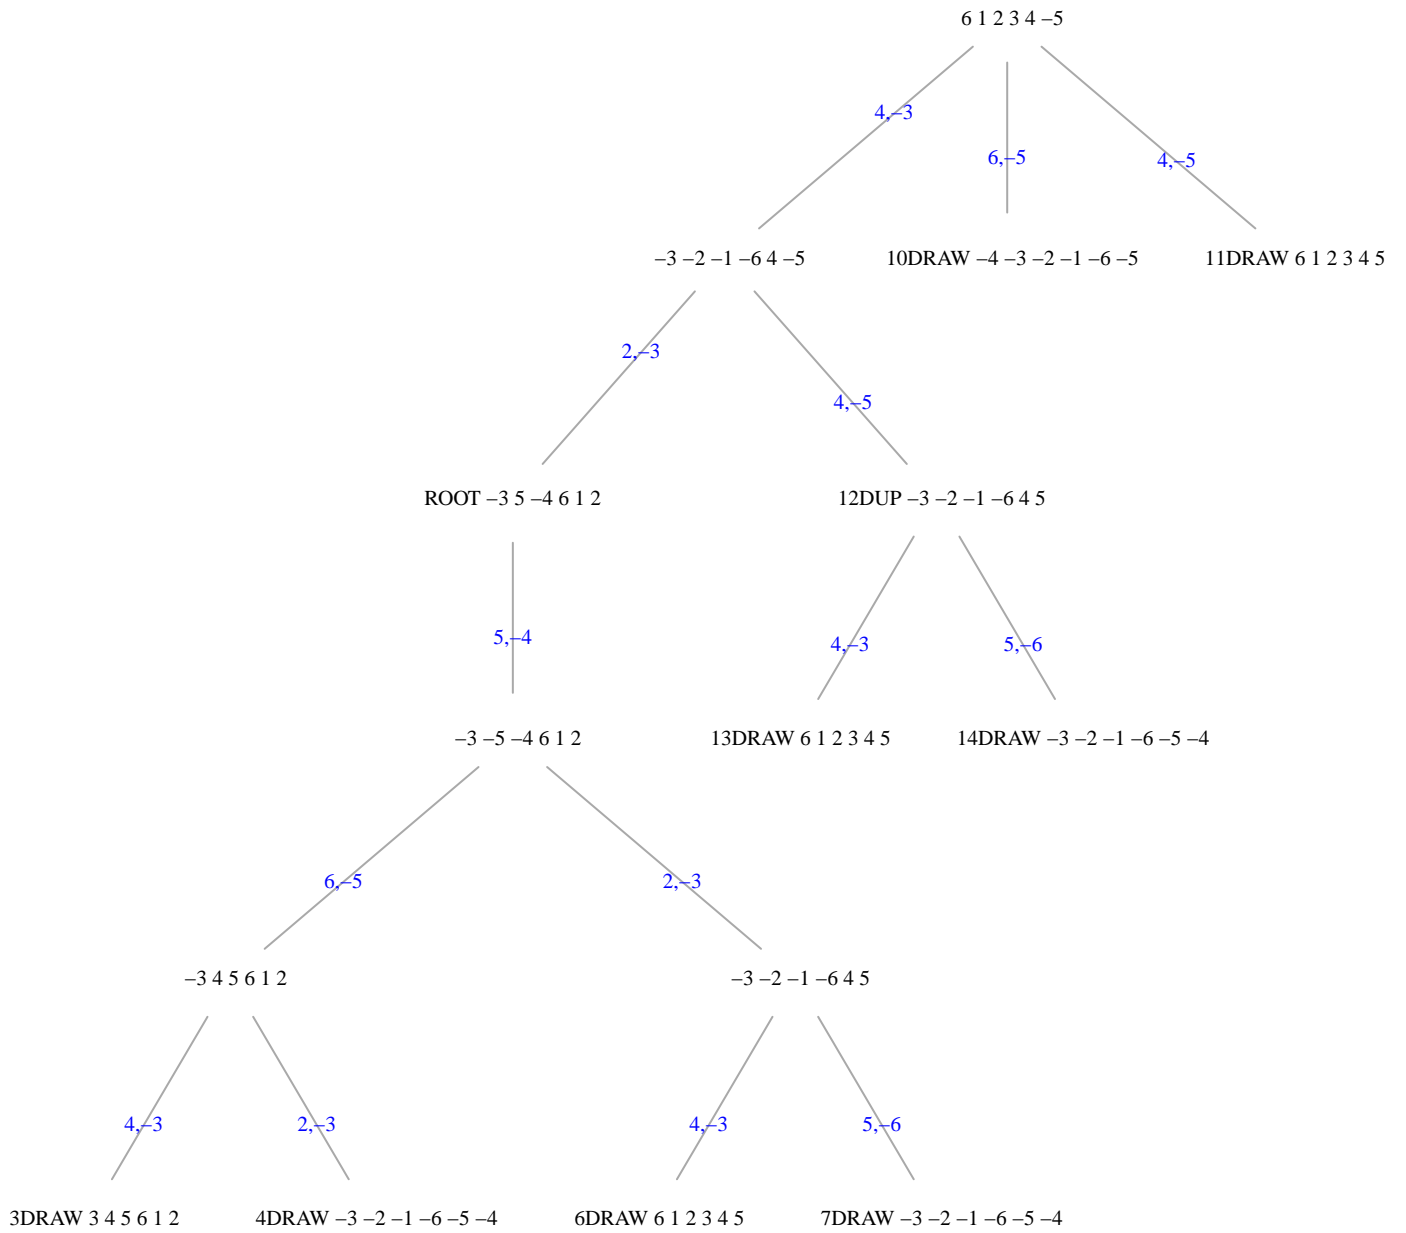 6 1 2 3 4 –5
4,–3
6,–5
4,–5
–3 –2 –1 –6 4 –5
10DRAW –4 –3 –2 –1 –6 –5
11DRAW 6 1 2 3 4 5
2,–3
4,–5
ROOT –3 5 –4 6 1 2
12DUP –3 –2 –1 –6 4 5
5,–4
4,–3
5,–6
–3 –5 –4 6 1 2
13DRAW 6 1 2 3 4 5
14DRAW –3 –2 –1 –6 –5 –4
6,–5
2,–3
–3 4 5 6 1 2
–3 –2 –1 –6 4 5
4,–3
2,–3
4,–3
5,–6
3DRAW 3 4 5 6 1 2
4DRAW –3 –2 –1 –6 –5 –4
6DRAW 6 1 2 3 4 5
7DRAW –3 –2 –1 –6 –5 –4